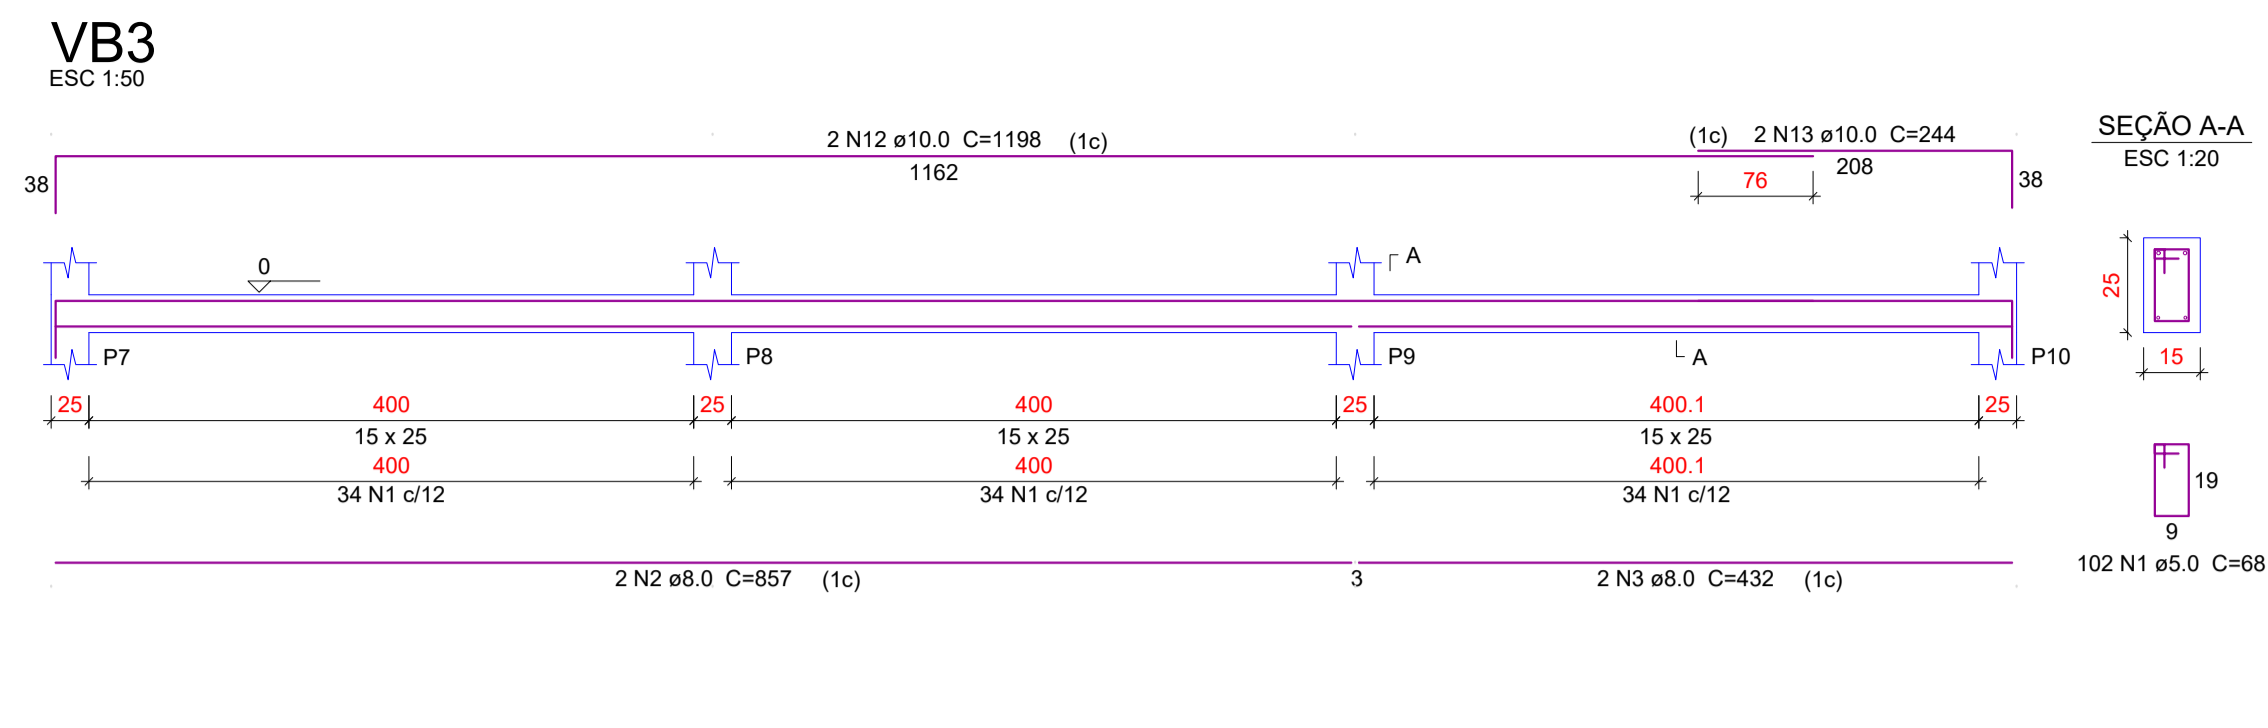 VB3
ESC 1:50
2 N12 ø10.0 C=1198 (1c)
1162
38
(1c) 2 N13 ø10.0 C=244
208
76
38
SEÇÃO A-A
ESC 1:20
0
A
25
15
P7
P8
P9
A
P10
25
400
25
400
25
400.1
25
15 x 25
15 x 25
15 x 25
400
400
400.1
34 N1 c/12
34 N1 c/12
34 N1 c/12
19
9
102 N1 ø5.0 C=68
2 N2 ø8.0 C=857 (1c)
3
2 N3 ø8.0 C=432 (1c)